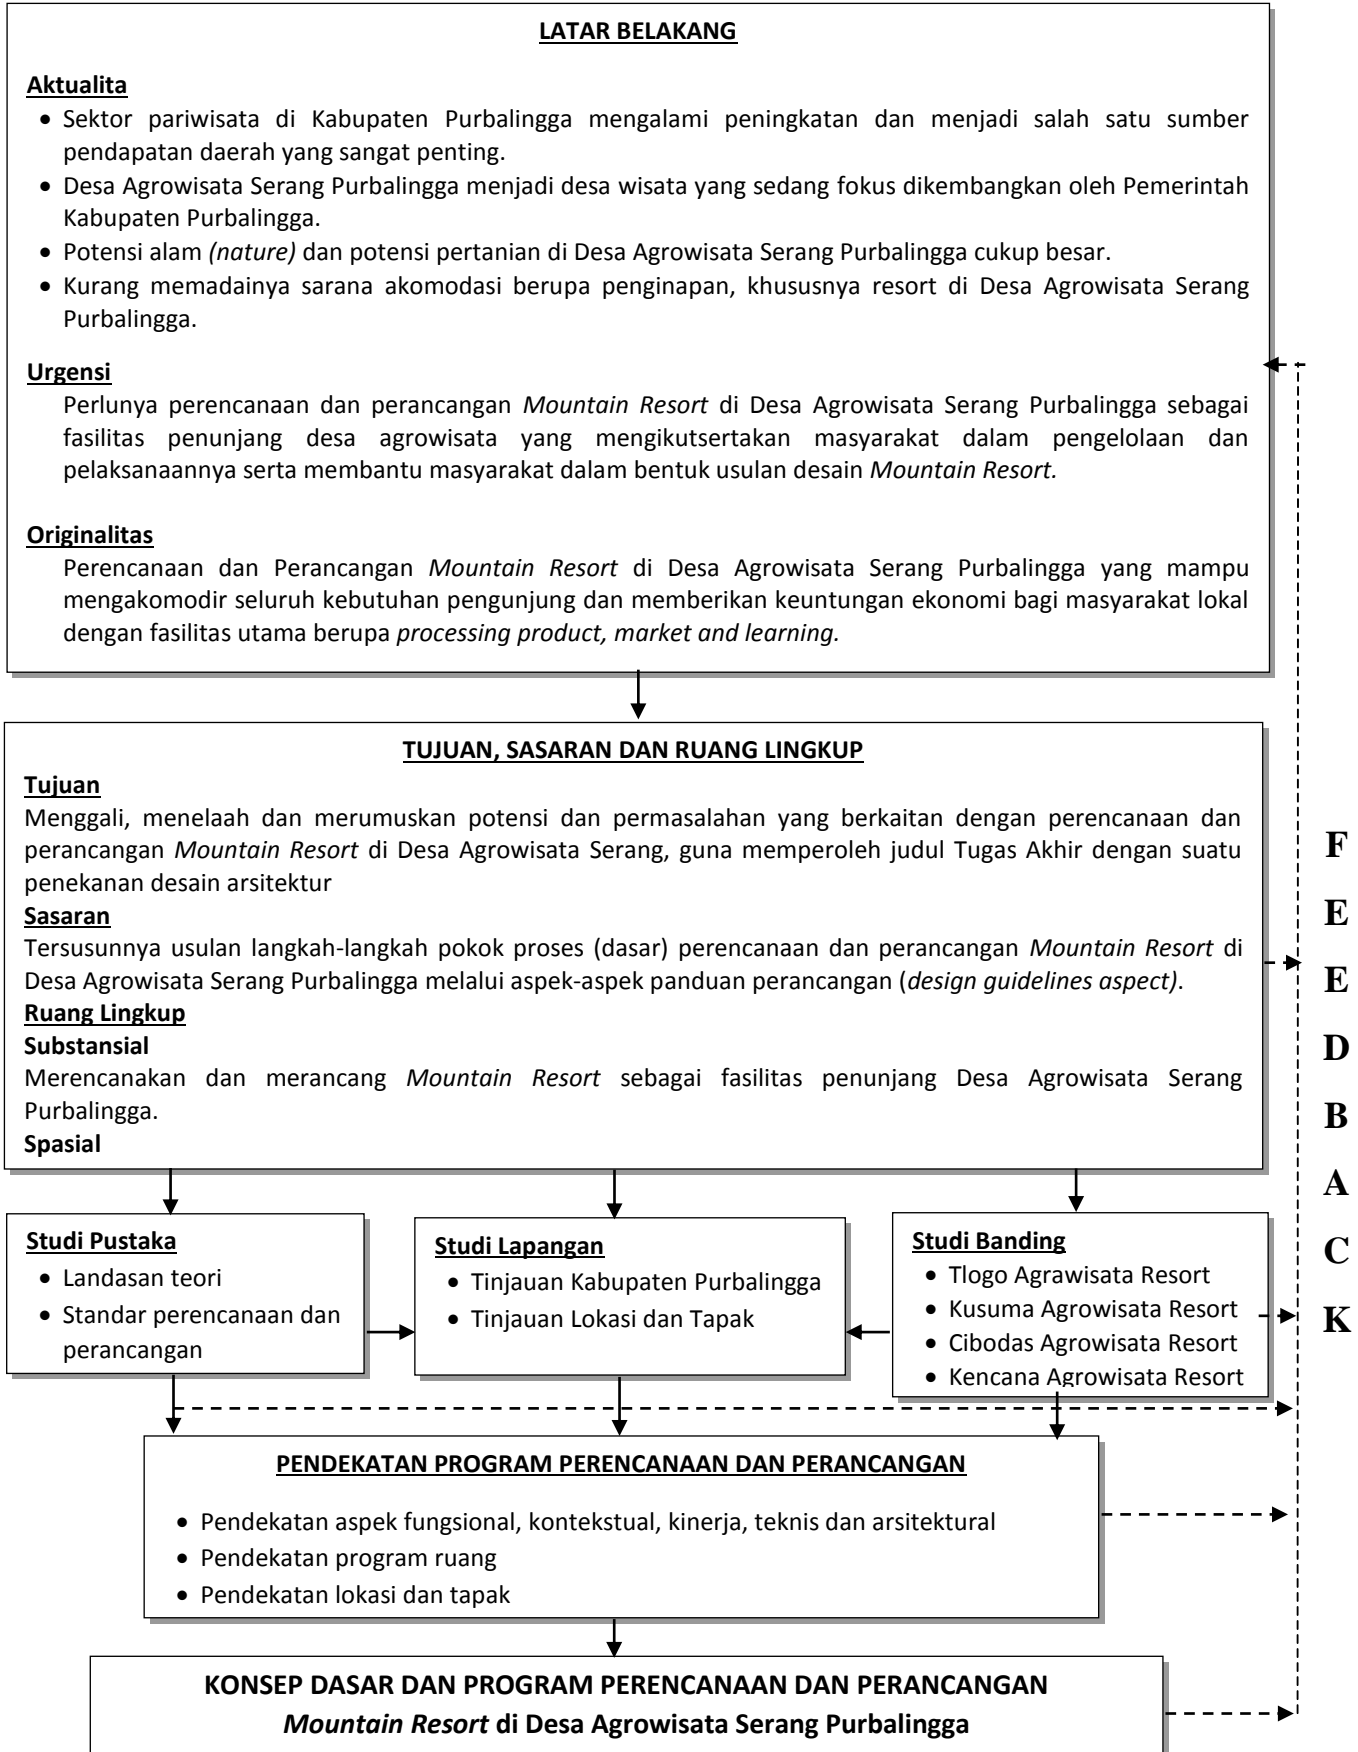 LATAR BELAKANG
Aktualita
• Sektor pariwisata di Kabupaten Purbalingga mengalami peningkatan dan menjadi salah satu sumber
pendapatan daerah yang sangat penting.
• Desa Agrowisata Serang Purbalingga menjadi desa wisata yang sedang fokus dikembangkan oleh Pemerintah
Kabupaten Purbalingga.
• Potensi alam (nature) dan potensi pertanian di Desa Agrowisata Serang Purbalingga cukup besar.
• Kurang memadainya sarana akomodasi berupa penginapan, khususnya resort di Desa Agrowisata Serang
Purbalingga.
Urgensi
Perlunya perencanaan dan perancangan Mountain Resort di Desa Agrowisata Serang Purbalingga sebagai
fasilitas penunjang desa agrowisata yang mengikutsertakan masyarakat dalam pengelolaan dan
pelaksanaannya serta membantu masyarakat dalam bentuk usulan desain Mountain Resort.
Originalitas
Perencanaan dan Perancangan Mountain Resort di Desa Agrowisata Serang Purbalingga yang mampu
mengakomodir seluruh kebutuhan pengunjung dan memberikan keuntungan ekonomi bagi masyarakat lokal
dengan fasilitas utama berupa processing product, market and learning.
TUJUAN, SASARAN DAN RUANG LINGKUP
Tujuan
Menggali, menelaah dan merumuskan potensi dan permasalahan yang berkaitan dengan perencanaan dan
perancangan Mountain Resort di Desa Agrowisata Serang, guna memperoleh judul Tugas Akhir dengan suatu
penekanan desain arsitektur
Sasaran
Tersusunnya usulan langkah-langkah pokok proses (dasar) perencanaan dan perancangan Mountain Resort di
Desa Agrowisata Serang Purbalingga melalui aspek-aspek panduan perancangan (design guidelines aspect).
Ruang Lingkup
Substansial
Merencanakan dan merancang Mountain Resort sebagai fasilitas penunjang Desa Agrowisata Serang
Purbalingga.
Spasial
Studi Pustaka
• Landasan teori
• Standar perencanaan dan
perancangan
Studi Lapangan
• Tinjauan Kabupaten Purbalingga
• Tinjauan Lokasi dan Tapak
Studi Banding
• Tlogo Agrawisata Resort
• Kusuma Agrowisata Resort
• Cibodas Agrowisata Resort
• Kencana Agrowisata Resort
PENDEKATAN PROGRAM PERENCANAAN DAN PERANCANGAN
• Pendekatan aspek fungsional, kontekstual, kinerja, teknis dan arsitektural
• Pendekatan program ruang
• Pendekatan lokasi dan tapak
KONSEP DASAR DAN PROGRAM PERENCANAAN DAN PERANCANGAN
Mountain Resort di Desa Agrowisata Serang Purbalingga
F
E
E
D
B
A
C
K